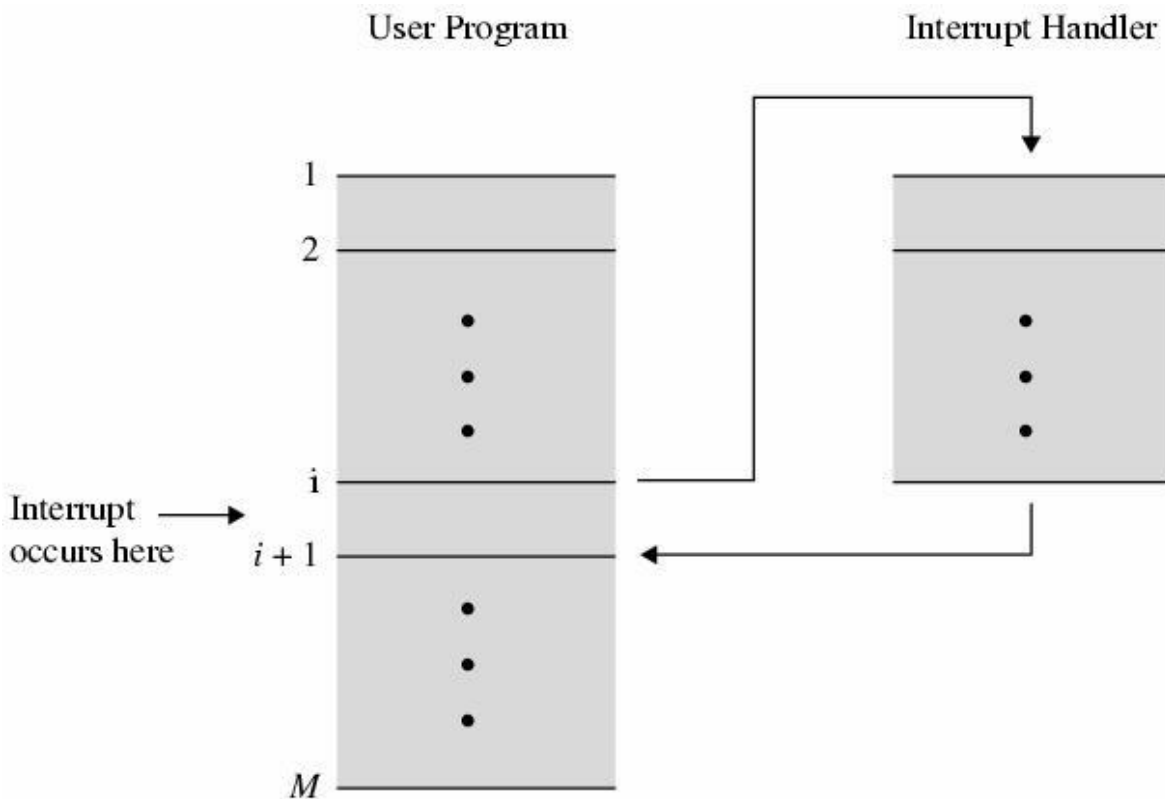 User Program
Interrupt Handler
1
2
i
Interrupt
occurs here
i + 1
M